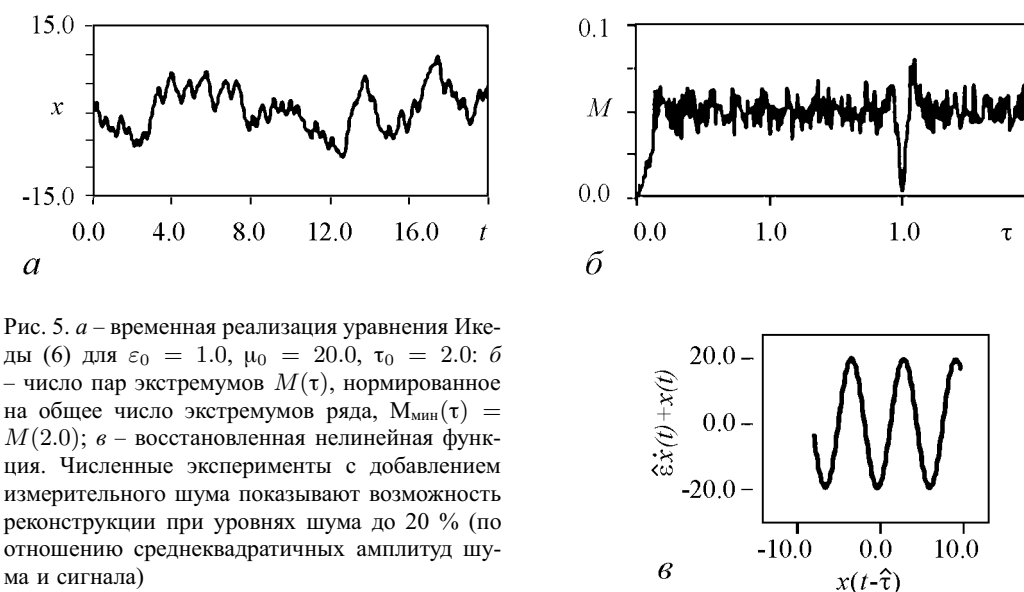 15.0
x
-15.0
0.0 4.0 8.0 12.0 16.0 t
а
0.1
M
0.0
0.0 1.0 1.0 τ
б
Рис. 5. а – временная реализация уравнения Ике-
ды (6) для ε₀ = 1.0, μ₀ = 20.0, τ₀ = 2.0: б
– число пар экстремумов M(τ), нормированное
на общее число экстремумов ряда, Mмин(τ) =
M(2.0); в – восстановленная нелинейная функ-
ция. Численные эксперименты с добавлением
измерительного шума показывают возможность
реконструкции при уровнях шума до 20 % (по
отношению среднеквадратичных амплитуд шу-
ма и сигнала)
20.0
0.0
-20.0
ε̂ẋ(t)+x(t)
-10.0 0.0 10.0
x(t-τ̂)
в